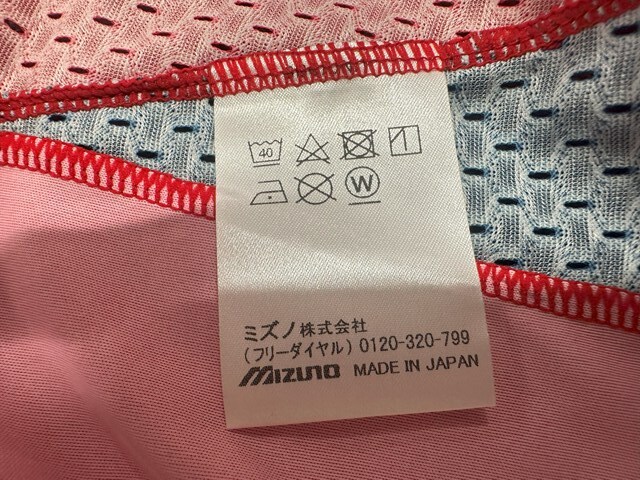 40
W
ミズノ株式会社
(フリーダイヤル) 0120-320-799
MIZUNO MADE IN JAPAN